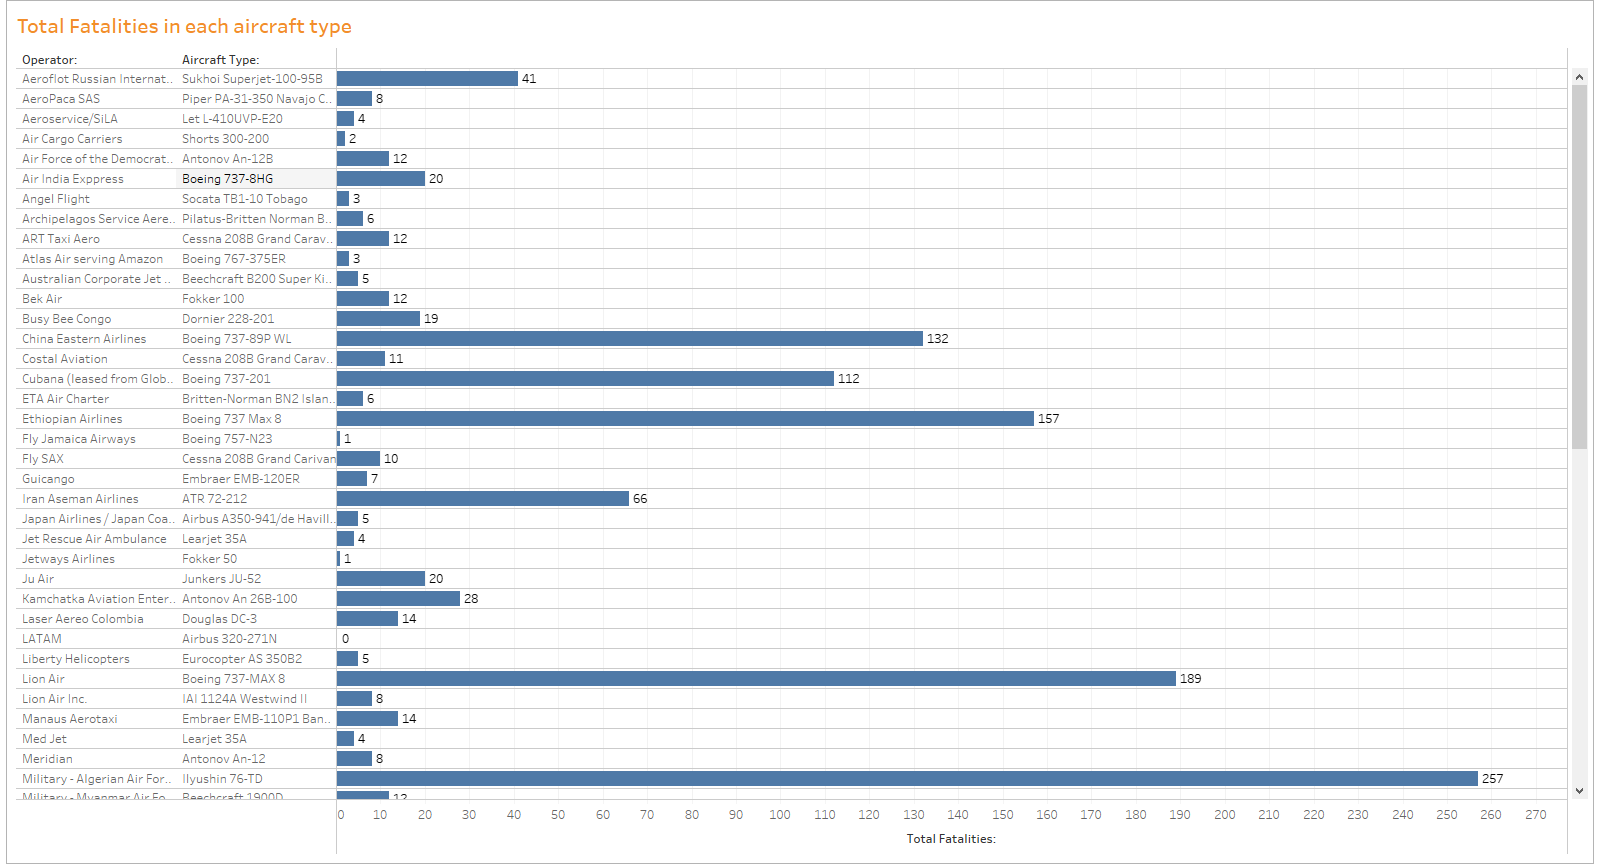 Total Fatalities in each aircraft type
Operator: Aircraft Type:
Aeroflot Russian Internat.. Sukhoi Superjet-100-95B 41
AeroPaca SAS Piper PA-31-350 Navajo C.. 8
Aeroservice/SiLA Let L-410UVP-E20 4
Air Cargo Carriers Shorts 300-200 2
Air Force of the Democrat.. Antonov An-12B 12
Air India Exppress Boeing 737-8HG 20
Angel Flight Socata TB1-10 Tobago 3
Archipelagos Service Aere.. Pilatus-Britten Norman B.. 6
ART Taxi Aero Cessna 208B Grand Carav.. 12
Atlas Air serving Amazon Boeing 767-375ER 3
Australian Corporate Jet .. Beechcraft B200 Super Ki.. 5
Bek Air Fokker 100 12
Busy Bee Congo Dornier 228-201 19
China Eastern Airlines Boeing 737-89P WL 132
Costal Aviation Cessna 208B Grand Carav.. 11
Cubana (leased from Glob.. Boeing 737-201 112
ETA Air Charter Britten-Norman BN2 Islan.. 6
Ethiopian Airlines Boeing 737 Max 8 157
Fly Jamaica Airways Boeing 757-N23 1
Fly SAX Cessna 208B Grand Carivan 10
Guicango Embraer EMB-120ER 7
Iran Aseman Airlines ATR 72-212 66
Japan Airlines / Japan Coa.. Airbus A350-941/de Havill.. 5
Jet Rescue Air Ambulance Learjet 35A 4
Jetways Airlines Fokker 50 1
Ju Air Junkers JU-52 20
Kamchatka Aviation Enter.. Antonov An 26B-100 28
Laser Aereo Colombia Douglas DC-3 14
LATAM Airbus 320-271N 0
Liberty Helicopters Eurocopter AS 350B2 5
Lion Air Boeing 737-MAX 8 189
Lion Air Inc. IAI 1124A Westwind II 8
Manaus Aerotaxi Embraer EMB-110P1 Ban.. 14
Med Jet Learjet 35A 4
Meridian Antonov An-12 8
Military - Algerian Air For.. Ilyushin 76-TD 257
Military - Myanmar Air Fo.. Beechcraft 1900D 12
0 10 20 30 40 50 60 70 80 90 100 110 120 130 140 150 160 170 180 190 200 210 220 230 240 250 260 270
Total Fatalities: